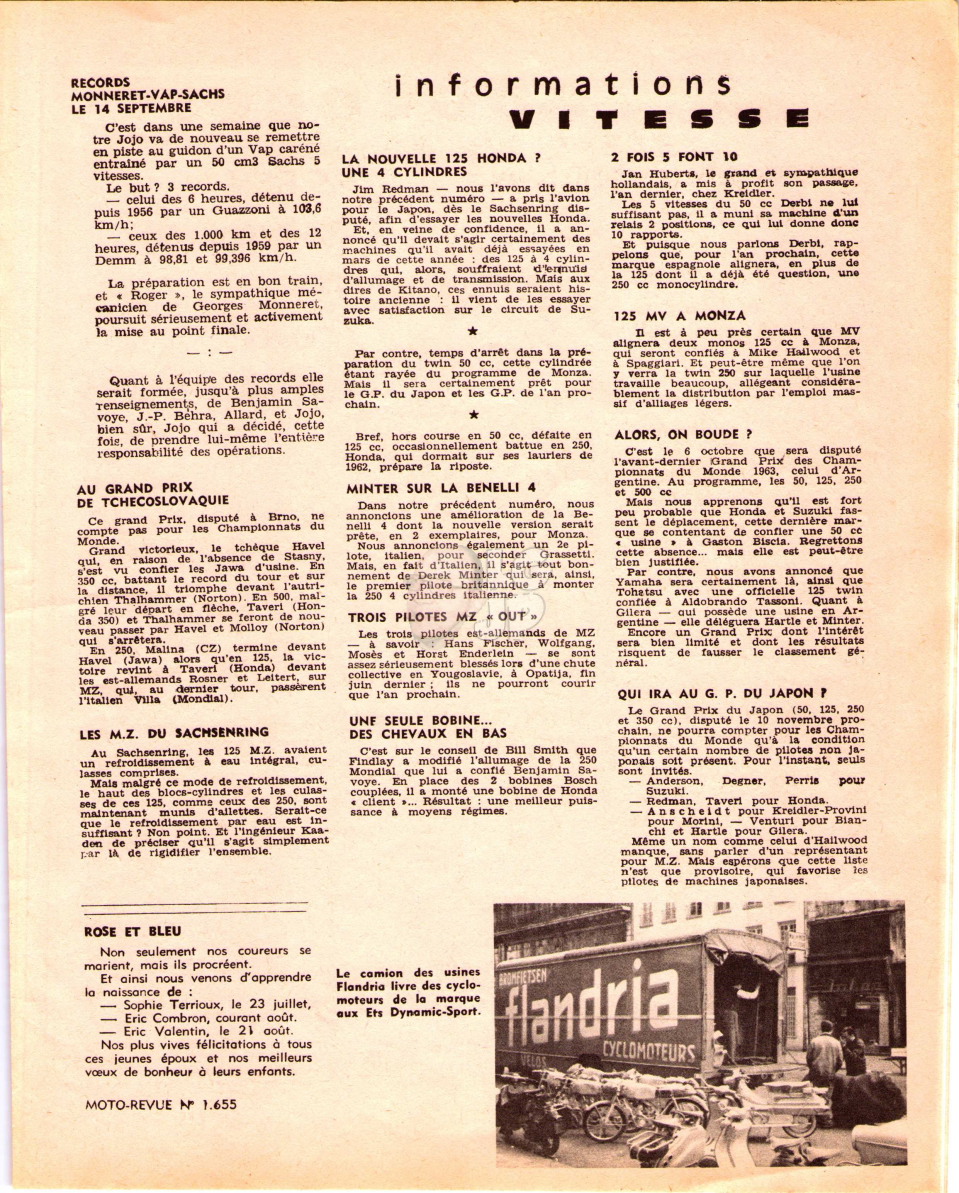 informations
VITESSE
RECORDS
MONNERET-VAP-SACHS
LE 14 SEPTEMBRE
C'est dans une semaine que no-
tre Jojo va de nouveau se remettre
en piste au guidon d'un Vap caréné
entraîné par un 50 cm3 Sachs 5
vitesses.
Le but ? 3 records.
— celui des 6 heures, détenu de-
puis 1956 par un Guazzoni à 103,6
km/h;
— ceux des 1.000 km et des 12
heures, détenus depuis 1959 par un
Demm à 98,81 et 99,396 km/h.
La préparation est en bon train,
et « Roger », le sympathique mé-
canicien de Georges Monneret,
poursuit sérieusement et activement
la mise au point finale.
— : —
Quant à l'équipe des records elle
serait formée, jusqu'à plus amples
renseignements, de Benjamin Sa-
voye, J.-P. Behra, Allard, et Jojo,
bien sûr, Jojo qui a décidé, cette
fois, de prendre lui-même l'entière
responsabilité des opérations.
AU GRAND PRIX
DE TCHECOSLOVAQUIE
Ce grand Prix, disputé à Brno, ne
compte pas pour les Championnats du
Monde.
Grand victorieux, le tchèque Havel
qui, en raison de l'absence de Stasny,
s'est vu confier les Jawa d'usine. En
350 cc, battant le record du tour et sur
la distance, il triomphe devant l'autri-
chien Thalhammer (Norton). En 500, mal-
gré leur départ en flèche, Taveri (Hon-
da 350) et Thalhammer se feront de nou-
veau passer par Havel et Molloy (Norton)
qui s'arrêtera.
En 250, Malina (CZ) termine devant
Havel (Jawa) alors qu'en 125, la vic-
toire revint à Taveri (Honda) devant
les est-allemands Rosner et Leitert, sur
MZ, qui, au dernier tour, passèrent
l'italien Villa (Mondial).
LES M.Z. DU SACHSENRING
Au Sachsenring, les 125 M.Z. avaient
un refroidissement à eau intégral, cu-
lasses comprises.
Mais malgré ce mode de refroidissement,
le haut des blocs-cylindres et les culas-
ses de ces 125, comme ceux des 250, sont
maintenant munis d'ailettes. Serait-ce
que le refroidissement par eau est in-
suffisant ? Non point. Et l'ingénieur Kaa-
den de préciser qu'il s'agit simplement
par là de rigidifier l'ensemble.
ROSE ET BLEU
Non seulement nos coureurs se
marient, mais ils procréent.
Et ainsi nous venons d'apprendre
la naissance de :
— Sophie Terrioux, le 23 juillet,
— Eric Combron, courant août.
— Eric Valentin, le 21 août.
Nos plus vives félicitations à tous
ces jeunes époux et nos meilleurs
vœux de bonheur à leurs enfants.
MOTO-REVUE N° 1.655
LA NOUVELLE 125 HONDA ?
UNE 4 CYLINDRES
Jim Redman — nous l'avons dit dans
notre précédent numéro — a pris l'avion
pour le Japon, dès le Sachsenring dis-
puté, afin d'essayer les nouvelles Honda.
Et, en veine de confidence, il a an-
noncé qu'il devait s'agir certainement des
machines qu'il avait déjà essayées en
mars de cette année : des 125 à 4 cylin-
dres qui, alors, souffraient d'ennuis
d'allumage et de transmission. Mais aux
dires de Kitano, ces ennuis seraient his-
toire ancienne : il vient de les essayer
avec satisfaction sur le circuit de Su-
zuka.
★
Par contre, temps d'arrêt dans la pré-
paration du twin 50 cc, cette cylindrée
étant rayée du programme de Monza.
Mais il sera certainement prêt pour
le G.P. du Japon et les G.P. de l'an pro-
chain.
★
Bref, hors course en 50 cc, défaite en
125 cc, occasionnellement battue en 250,
Honda, qui dormait sur ses lauriers de
1962, prépare la riposte.
MINTER SUR LA BENELLI 4
Dans notre précédent numéro, nous
annoncions une amélioration de la Be-
nelli 4 dont la nouvelle version serait
prête, en 2 exemplaires, pour Monza.
Nous annoncions également un 2e pi-
lote, italien, pour seconder Grassetti.
Mais, en fait d'Italien, il s'agit tout bon-
nement de Derek Minter qui sera, ainsi,
le premier pilote britannique à monter
la 250 4 cylindres italienne.
TROIS PILOTES MZ « OUT »
Les trois pilotes est-allemands de MZ
— à savoir : Hans Fischer, Wolfgang,
Mosès et Horst Enderlein — se sont
assez sérieusement blessés lors d'une chute
collective en Yougoslavie, à Opatija, fin
juin dernier ; ils ne pourront courir
que l'an prochain.
UNE SEULE BOBINE...
DES CHEVAUX EN BAS
C'est sur le conseil de Bill Smith que
Findlay a modifié l'allumage de la 250
Mondial que lui a confié Benjamin Sa-
voye. En place des 2 bobines Bosch
couplées, il a monté une bobine de Honda
« client »... Résultat : une meilleur puis-
sance à moyens régimes.
2 FOIS 5 FONT 10
Jan Huberts, le grand et sympathique
hollandais, a mis à profit son passage,
l'an dernier, chez Kreidler.
Les 5 vitesses du 50 cc Derbi ne lui
suffisant pas, il a muni sa machine d'un
relais 2 positions, ce qui lui donne donc
10 rapports.
Et puisque nous parlons Derbi, rap-
pelons que, pour l'an prochain, cette
marque espagnole alignera, en plus de
la 125 dont il a déjà été question, une
250 cc monocylindre.
125 MV A MONZA
Il est à peu près certain que MV
alignera deux monos 125 cc à Monza,
qui seront confiés à Mike Hailwood et
à Spaggiari. Et peut-être même que l'on
y verra la twin 250 sur laquelle l'usine
travaille beaucoup, allégeant considéra-
blement la distribution par l'emploi mas-
sif d'alliages légers.
ALORS, ON BOUDE ?
C'est le 6 octobre que sera disputé
l'avant-dernier Grand Prix des Cham-
pionnats du Monde 1963, celui d'Ar-
gentine. Au programme, les 50, 125, 250
et 500 cc
Mais nous apprenons qu'il est fort
peu probable que Honda et Suzuki fas-
sent le déplacement, cette dernière mar-
que se contentant de confier une 50 cc
« usine » à Gaston Biscia. Regrettons
cette absence... mais elle est peut-être
bien justifiée.
Par contre, nous avons annoncé que
Yamaha sera certainement là, ainsi que
Tohatsu avec une officielle 125 twin
confiée à Aldobrando Tassoni. Quant à
Gilera — qui possède une usine en Ar-
gentine — elle déléguera Hartle et Minter.
Encore un Grand Prix dont l'intérêt
sera bien limité et dont les résultats
risquent de fausser le classement gé-
néral.
QUI IRA AU G. P. DU JAPON ?
Le Grand Prix du Japon (50, 125, 250
et 350 cc), disputé le 10 novembre pro-
chain, ne pourra compter pour les Cham-
pionnats du Monde qu'à la condition
qu'un certain nombre de pilotes non ja-
ponais soit présent. Pour l'instant, seuls
sont invités.
— Anderson, Degner, Perris pour
Suzuki.
— Redman, Taveri pour Honda.
— Anscheidt pour Kreidler-Provini
pour Morini, — Venturi pour Bian-
chi et Hartle pour Gilera.
Même un nom comme celui d'Hailwood
manque, sans parler d'un représentant
pour M.Z. Mais espérons que cette liste
n'est que provisoire, qui favorise les
pilotes de machines japonaises.
Le camion des usines
Flandria livre des cyclo-
moteurs de la marque
aux Ets Dynamic-Sport.
BROMFIETSEN
flandria
VELOS
CYCLOMOTEURS